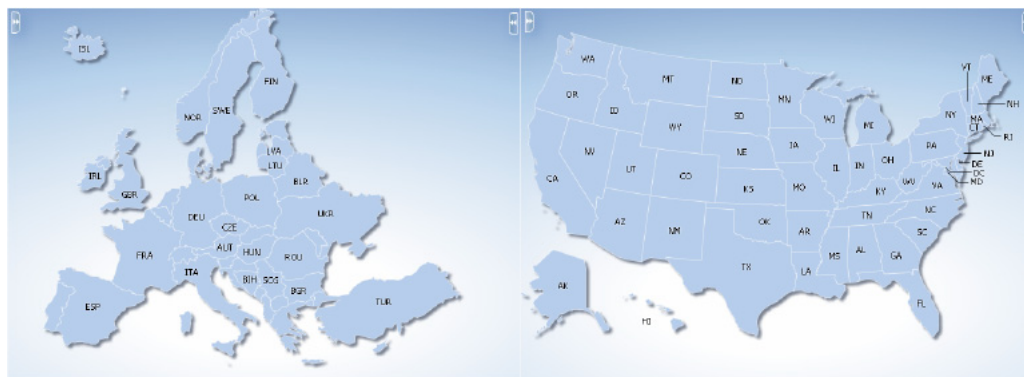 ISL
FIN
NOR
SWE
LVA
LTU
IRL
GBR
BLR
POL
DEU
UKR
CZE
FRA
AUT
HUN
ROU
ITA
BIH
SCG
BGR
ESP
TUR
WA
MT
ND
VT
ME
OR
ID
MN
NH
SD
WI
NY
MA
WY
MI
CT
RI
IA
PA
NV
NE
NJ
UT
IL
IN
OH
DE
CO
DC
CA
KS
MO
WV
VA
MD
KY
NC
AZ
NM
OK
TN
AR
SC
TX
MS
AL
GA
LA
AK
FL
HI